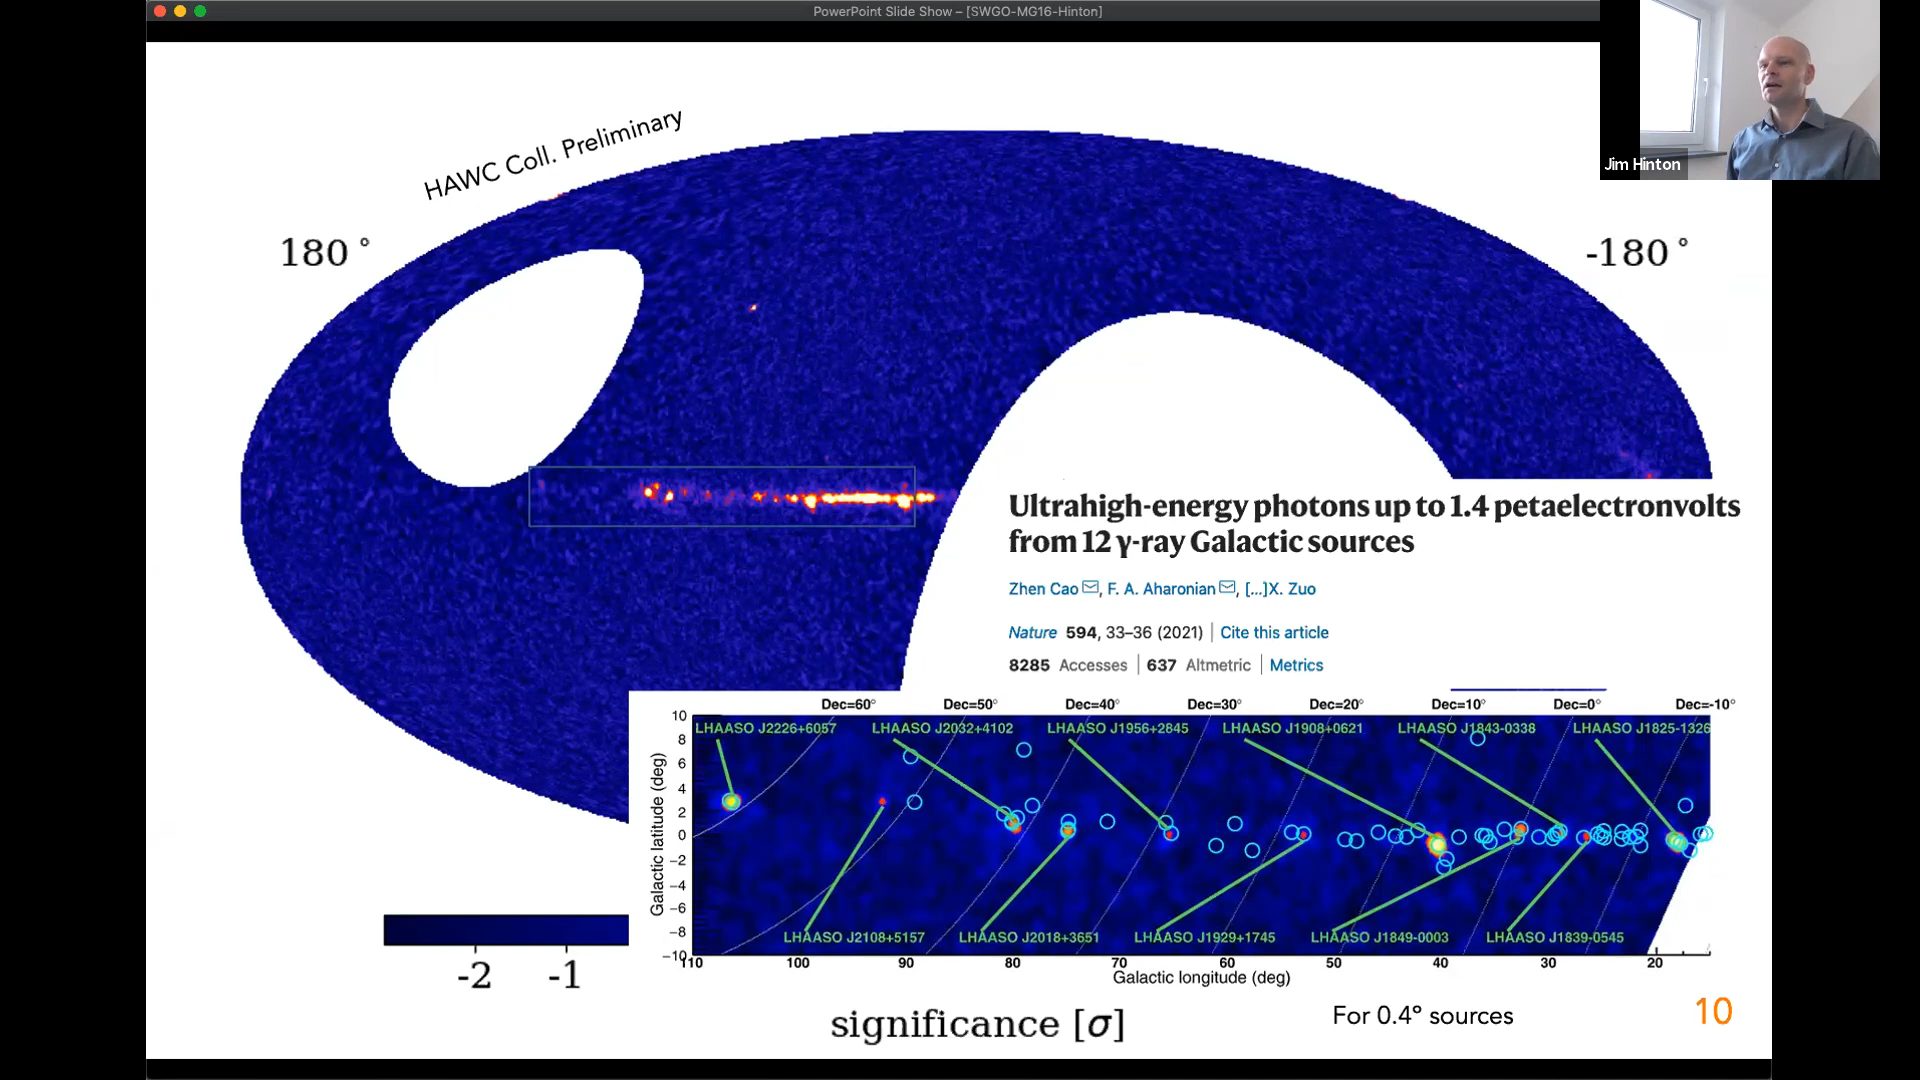 PowerPoint Slide Show – [SWGO-MG16-Hinton]
Jim Hinton
HAWC Coll. Preliminary
180 °
-180 °
Ultrahigh-energy photons up to 1.4 petaelectronvolts
from 12 γ-ray Galactic sources
Zhen Cao, F. A. Aharonian, [...]X. Zuo
Nature 594, 33–36 (2021) | Cite this article
8285 Accesses | 637 Altmetric | Metrics
Dec=60° Dec=50° Dec=40° Dec=30° Dec=20° Dec=10° Dec=0° Dec=-10°
LHAASO J2226+6057 LHAASO J2032+4102 LHAASO J1956+2845 LHAASO J1908+0621 LHAASO J1843-0338 LHAASO J1825-1326
Galactic latitude (deg)
10
8
6
4
2
0
−2
−4
−6
−8
−10
LHAASO J2108+5157 LHAASO J2018+3651 LHAASO J1929+1745 LHAASO J1849-0003 LHAASO J1839-0545
110 100 90 80 70 60 50 40 30 20
Galactic longitude (deg)
-2 -1
significance [σ]
For 0.4° sources
10